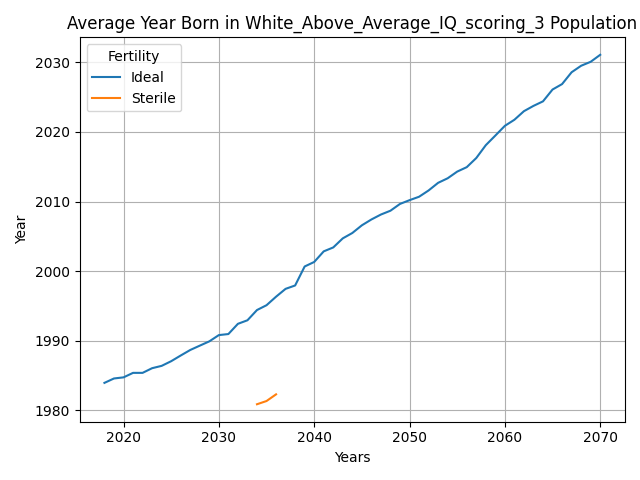 Average Year Born in White_Above_Average_IQ_scoring_3 Population
Fertility
Ideal
Sterile
Year
2030
2020
2010
2000
1990
1980
2020 2030 2040 2050 2060 2070
Years